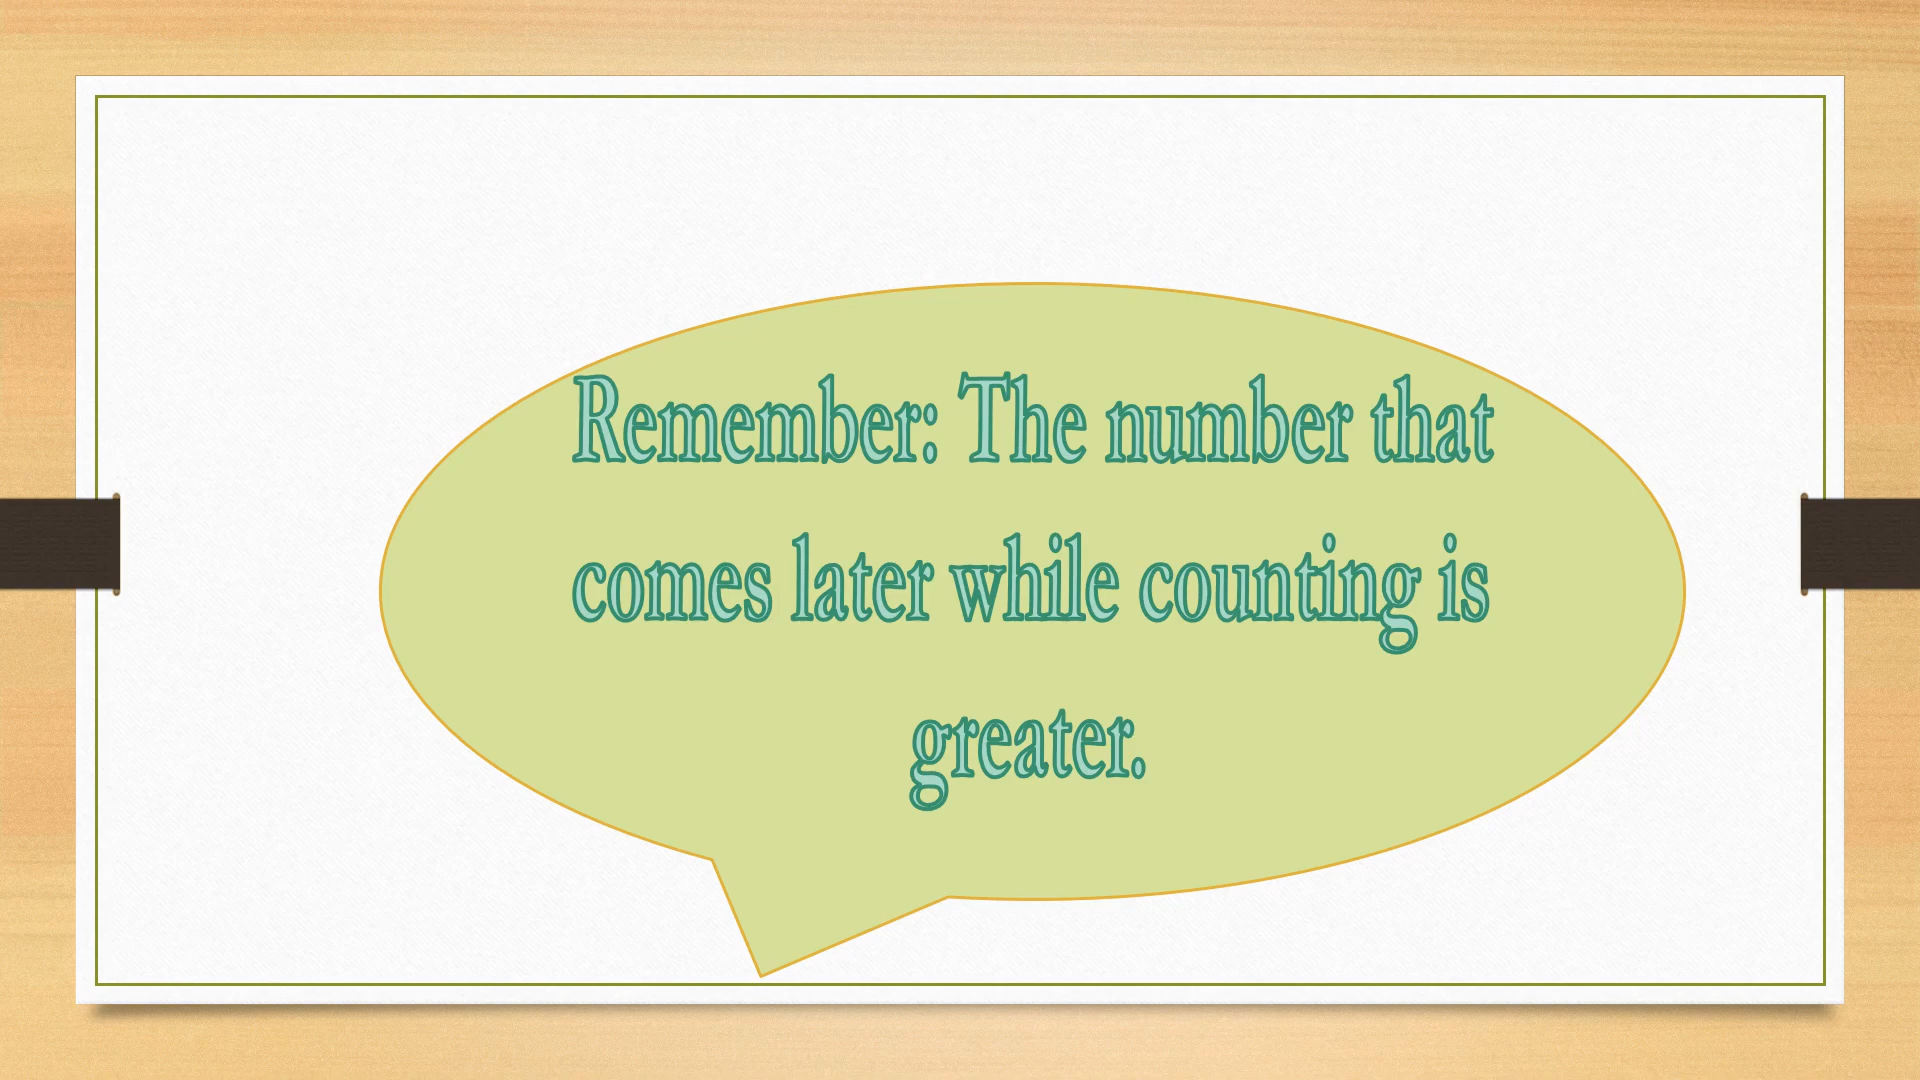 Remember: The number that
comes later while counting is
greater.